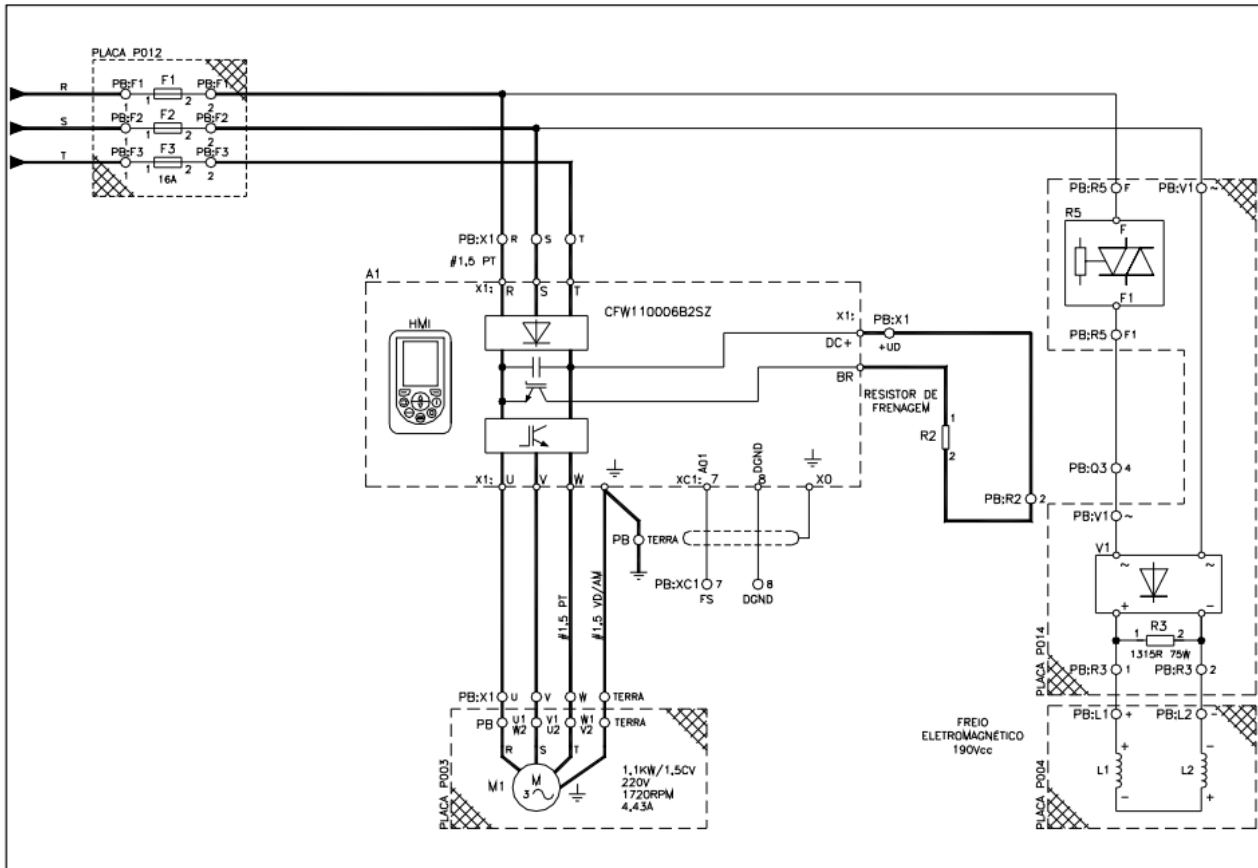 PLACA P012
R PB:F1 1 1 F1 2 PB:F1 2
S PB:F2 1 1 F2 2 PB:F2 2
T PB:F3 1 1 F3 2 PB:F3 2
16A
PB:R5 F PB:V1 ~
R5
F
F1
PB:R5 F1
PB:X1 R S T
#1,5 PT
A1
X1: R S T
CFW110006B2SZ
HMI
X1:
DC+
PB:X1
+UD
BR
RESISTOR DE
FRENAGEM
R2
1
2
PB:R2 2
PB:Q3 4
PB:V1 ~
V1
~ ~
+ -
1 R3 2
1315R 75W
PB:R3 1 PB:R3 2
PLACA P014
X1: U V W
XC1: 7 8 X0
AO1
DGND
PB TERRA
PB:XC1 7 8
FS DGND
#1,5 PT
#1,5 VD/AM
PB:X1 U V W TERRA
PB U1 V1 W1 TERRA
W2 U2 V2
R S T
M1
M
3 ~
1,1KW/1,5CV
220V
1720RPM
4,43A
PLACA P003
FREIO
ELETROMAGNÉTICO
190Vcc
PB:L1 + PB:L2 -
+ -
L1 L2
- +
PLACA P004